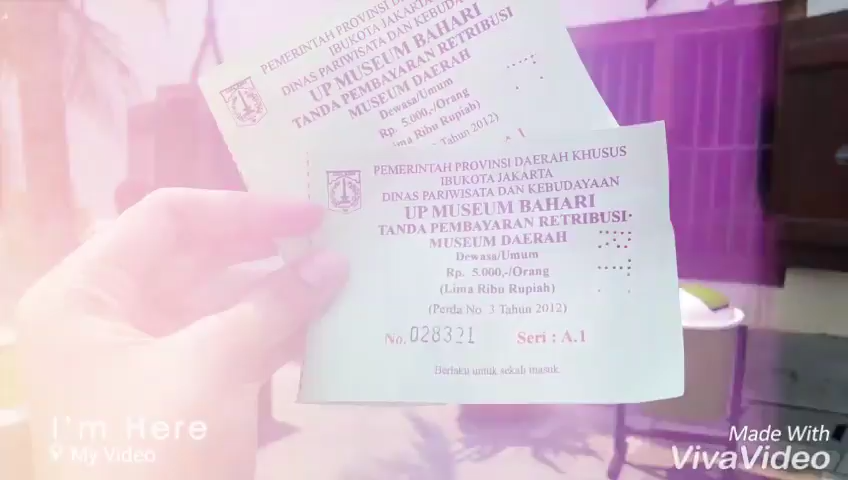 PEMERINTAH PROVINSI
IBUKOTA JAKARTA
DINAS PARIWISATA DAN KEBUDA
UP MUSEUM BAHARI
TANDA PEMBAYARAN RETRIBUSI
MUSEUM DAERAH
Dewasa/Umum
Rp. 5.000,-/Orang
Ribu Rupiah)
Tahun 2012)
A.1
PEMERINTAH PROVINSI DAERAH KHUSUS
IBUKOTA JAKARTA
DINAS PARIWISATA DAN KEBUDAYAAN
UP MUSEUM BAHARI
TANDA PEMBAYARAN RETRIBUSI
MUSEUM DAERAH
Dewasa/Umum
Rp. 5.000,-/Orang
(Lima Ribu Rupiah)
(Perda No. 3 Tahun 2012)
No. 028321 Seri : A.1
Berlaku untuk sekali masuk
I'm Here
My Video
Made With
VivaVideo